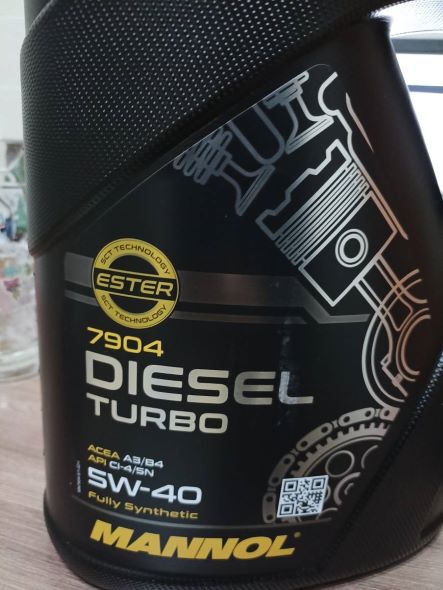 SCT TECHNOLOGY
ESTER
SCT TECHNOLOGY
7904
DIESEL
TURBO
ACEA A3/B4
API CI-4/SN
5W-40
Fully Synthetic
MANNOL